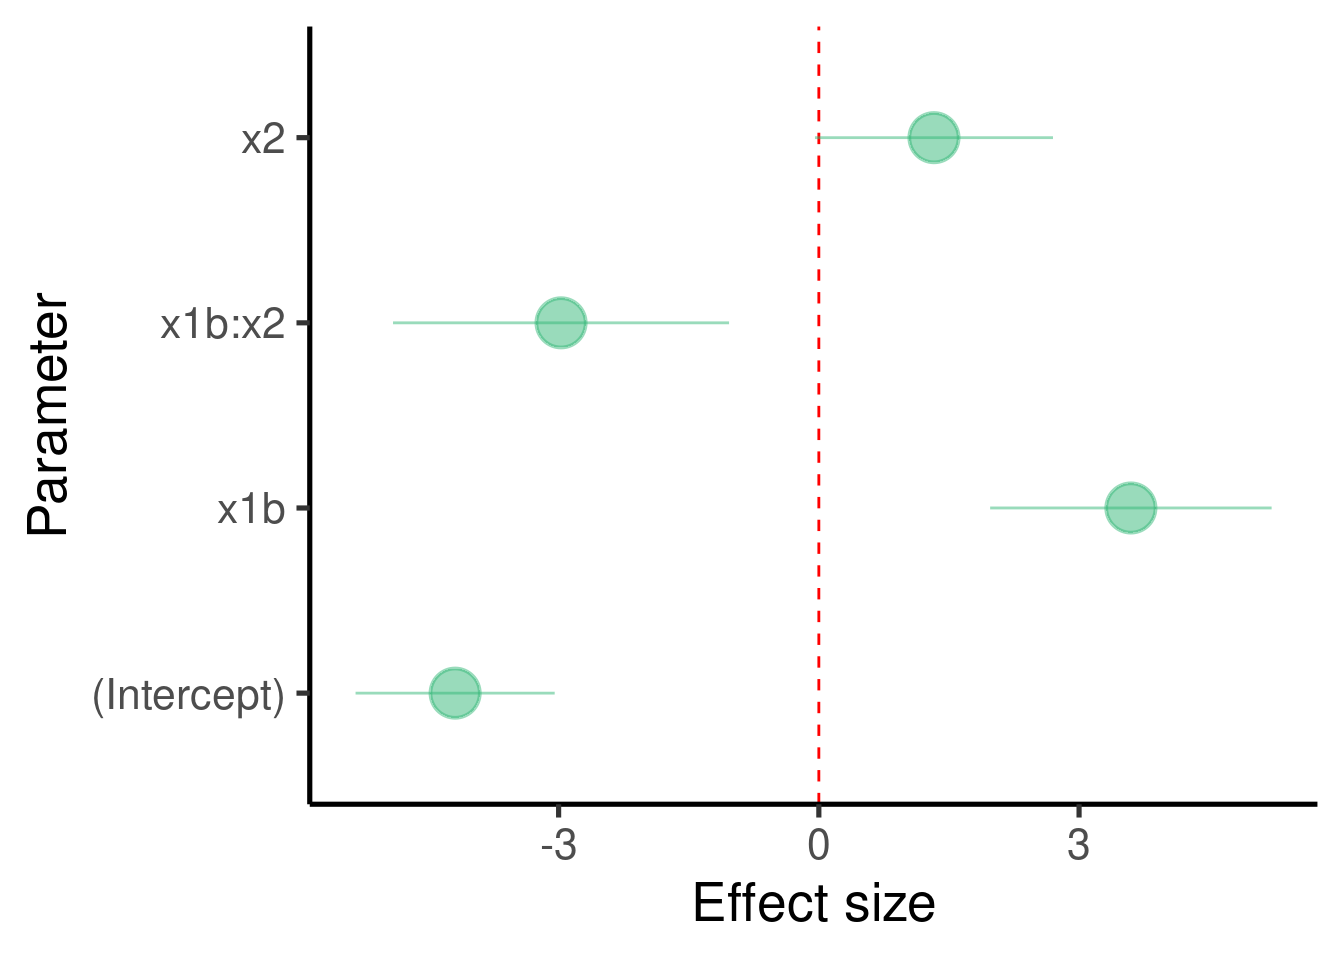 x2
x1b:x2
x1b
(Intercept)
Parameter
-3 0 3
Effect size